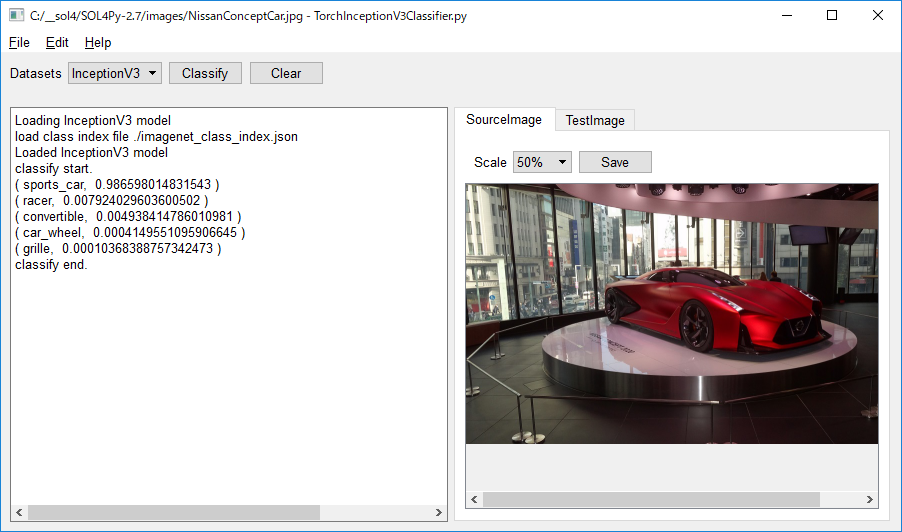 C:/__sol4/SOL4Py-2.7/images/NissanConceptCar.jpg - TorchInceptionV3Classifier.py
File Edit Help
Datasets InceptionV3 Classify Clear
Loading InceptionV3 model
load class index file ./imagenet_class_index.json
Loaded InceptionV3 model
classify start.
( sports_car, 0.986598014831543 )
( racer, 0.007924029603600502 )
( convertible, 0.004938414786010981 )
( car_wheel, 0.0004149551095906645 )
( grille, 0.00010368388757342473 )
classify end.
SourceImage TestImage
Scale 50% Save